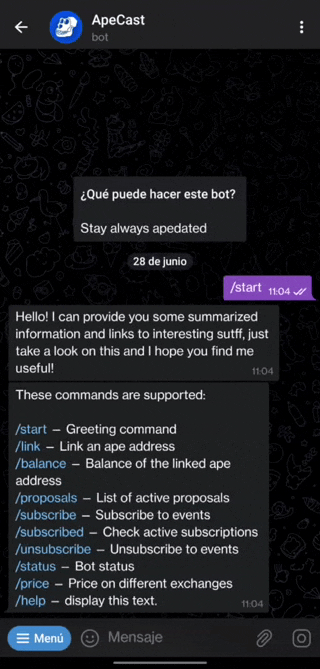 ApeCast
bot
¿Qué puede hacer este bot?
Stay always apedated
28 de junio
/start 11:04
Hello! I can provide you some summarized
information and links to interesting sutff, just
take a look on this and I hope you find me
useful!
11:04
These commands are supported:
/start – Greeting command
/link – Link an ape address
/balance – Balance of the linked ape
address
/proposals – List of active proposals
/subscribe – Subscribe to events
/subscribed – Check active subscriptions
/unsubscribe – Unsubscribe to events
/status – Bot status
/price – Price on different exchanges
/help – display this text.
11:04
Menú
Mensaje